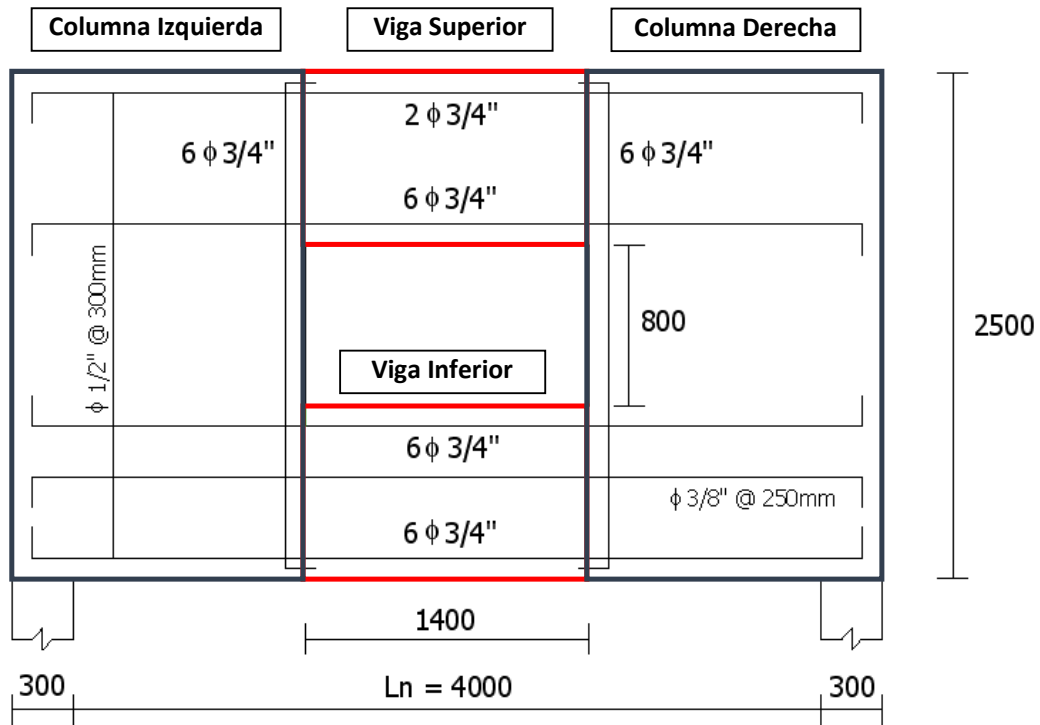 Columna Izquierda
Viga Superior
Columna Derecha
2 ϕ 3/4"
6 ϕ 3/4"
6 ϕ 3/4"
6 ϕ 3/4"
ϕ 1/2" @ 300mm
800
2500
Viga Inferior
6 ϕ 3/4"
ϕ 3/8" @ 250mm
6 ϕ 3/4"
1400
300
Ln = 4000
300